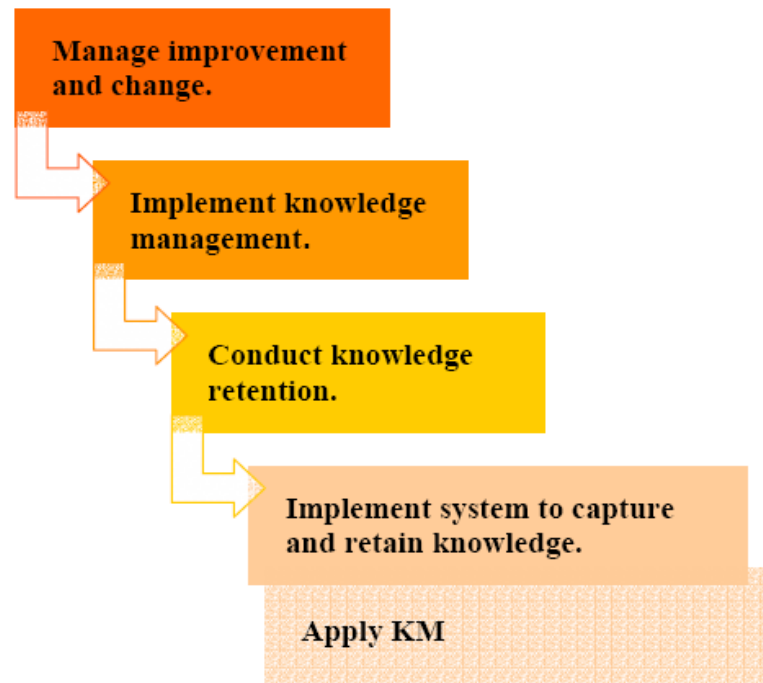 Manage improvement
and change.
Implement knowledge
management.
Conduct knowledge
retention.
Implement system to capture
and retain knowledge.
Apply KM